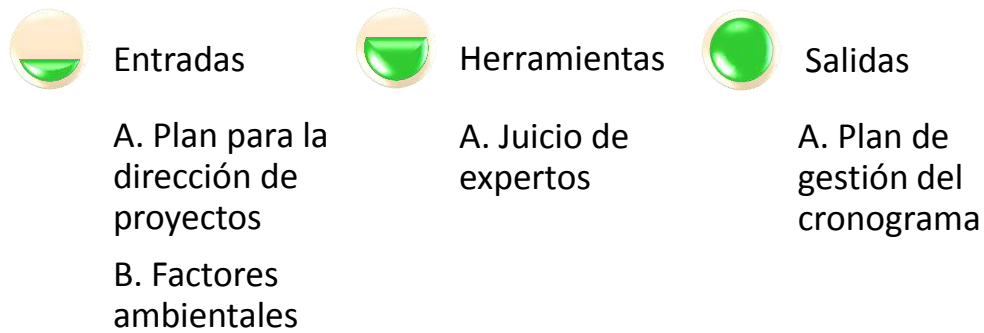 Entradas
A. Plan para la
dirección de
proyectos
B. Factores
ambientales
Herramientas
A. Juicio de
expertos
Salidas
A. Plan de
gestión del
cronograma